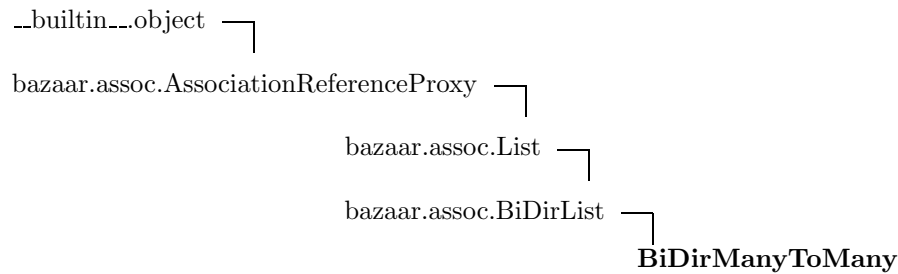 __builtin__.object
bazaar.assoc.AssociationReferenceProxy
bazaar.assoc.List
bazaar.assoc.BiDirList
BiDirManyToMany